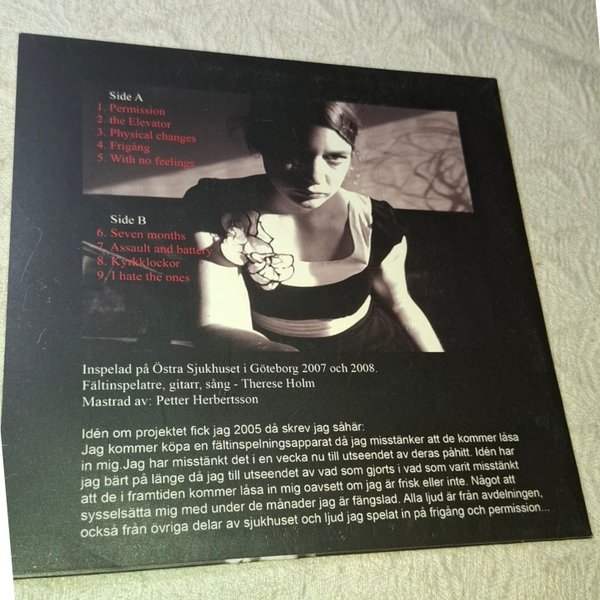 Side A
1. Permission
2. the Elevator
3. Physical changes
4. Frigång
5. With no feelings
Side B
6. Seven months
7. Assault and battery
8. Kyrkklockor
9. I hate the ones
Inspelad på Östra Sjukhuset i Göteborg 2007 och 2008.
Fältinspelatre, gitarr, sång - Therese Holm
Mastrad av: Petter Herbertsson
Idén om projektet fick jag 2005 då skrev jag såhär:
Jag kommer köpa en fältinspelningsapparat då jag misstänker att de kommer låsa
in mig.Jag har misstänkt det i en vecka nu till utseendet av deras påhitt. Idén har
jag bärt på länge då jag till utseendet av vad som gjorts i vad som varit misstänkt
att de i framtiden kommer låsa in mig oavsett om jag är frisk eller inte. Något att
sysselsätta mig med under de månader jag är fängslad. Alla ljud är från avdelningen,
också från övriga delar av sjukhuset och ljud jag spelat in på frigång och permission...